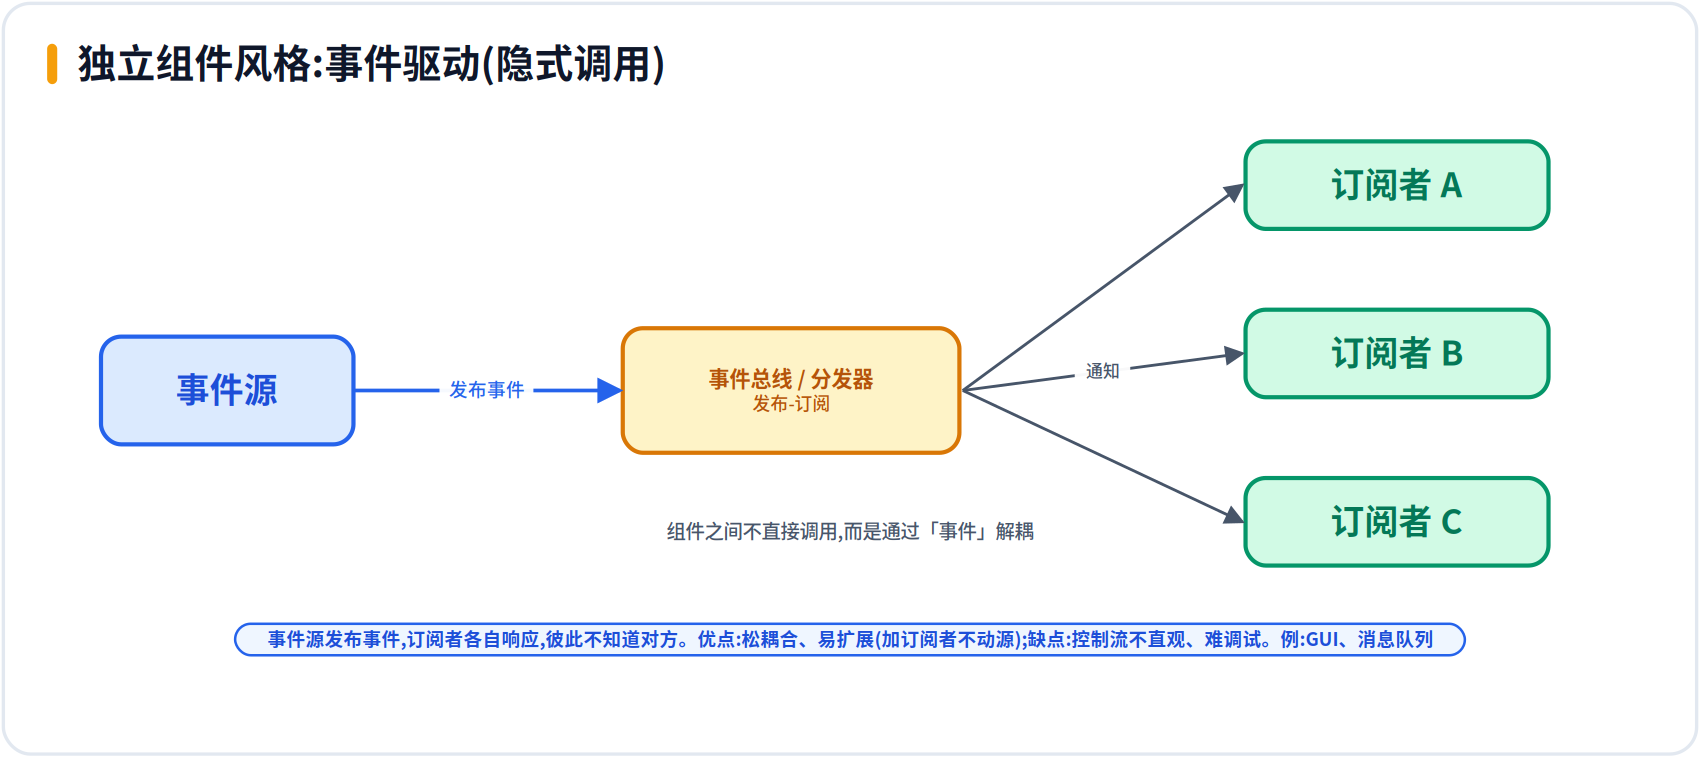 独立组件风格:事件驱动(隐式调用)
订阅者 A
事件源
发布事件
事件总线 / 分发器
发布-订阅
通知
订阅者 B
订阅者 C
组件之间不直接调用,而是通过「事件」解耦
事件源发布事件,订阅者各自响应,彼此不知道对方。优点:松耦合、易扩展(加订阅者不动源);缺点:控制流不直观、难调试。例:GUI、消息队列